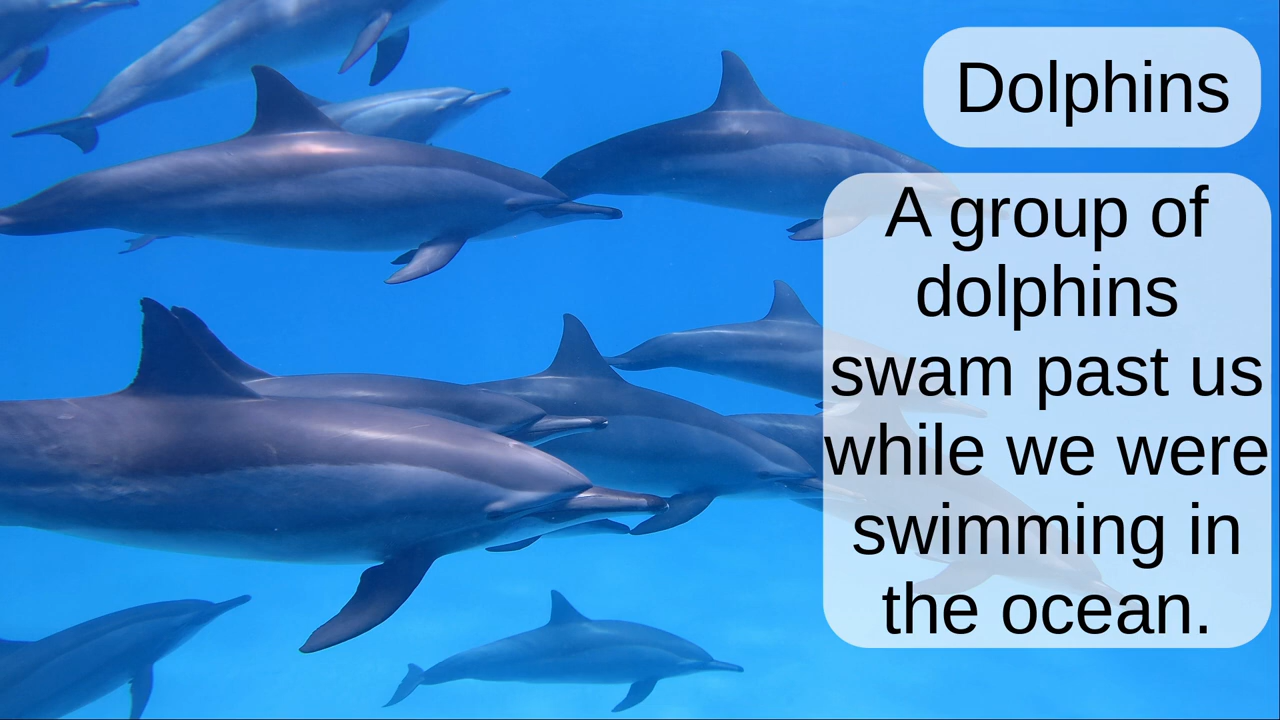 Dolphins
A group of
dolphins
swam past us
while we were
swimming in
the ocean.